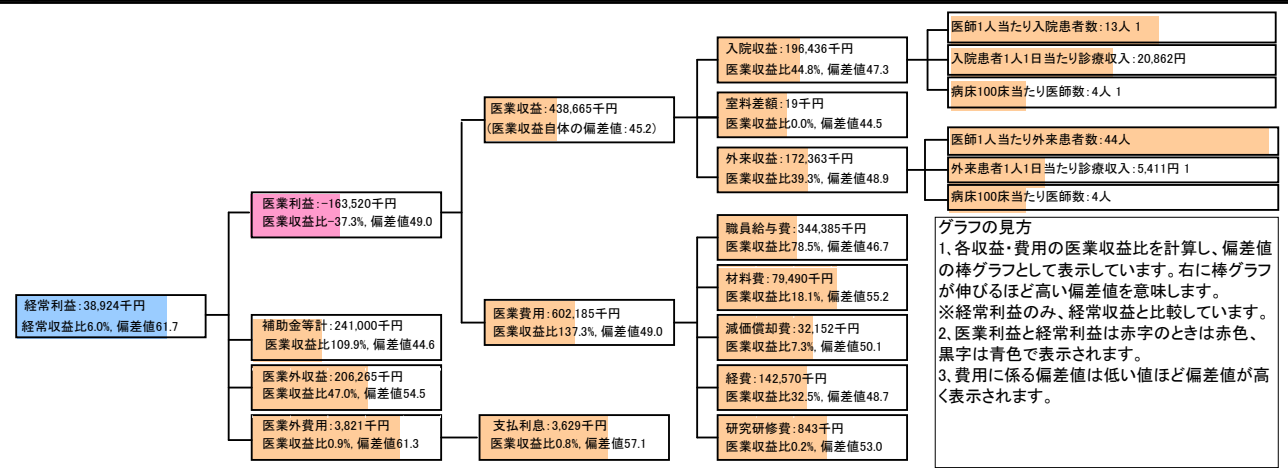 経常利益:38,924千円
経常収比6.0%, 偏差値61.7
医業利益:-163,520千円
医業収益比-37.3%, 偏差値49.0
補助金等計:241,000千円
医業収益比109.9%, 偏差値44.6
医業外収益:206,265千円
医業収益比47.0%, 偏差値54.5
医業外費用:3,821千円
医業収益比0.9%, 偏差値61.3
医業収益:438,665千円
(医業収益自体の偏差値:45.2)
医業費用:602,185千円
医業収益比137.3%, 偏差値49.0
支払利息:3,629千円
医業収益比0.8%, 偏差値57.1
入院収益:196,436千円
医業収益比44.8%, 偏差値47.3
室料差額:19千円
医業収益比0.0%, 偏差値44.5
外来収益:172,363千円
医業収益比39.3%, 偏差値48.9
職員給与費:344,385千円
医業収益比78.5%, 偏差値46.7
材料費:79,490千円
医業収益比18.1%, 偏差値55.2
減価償却費:32,152千円
医業収益比7.3%, 偏差値50.1
経費:142,570千円
医業収益比32.5%, 偏差値48.7
研究研修費:843千円
医業収益比0.2%, 偏差値53.0
医師1人当たり入院患者数:13人 1
入院患者1人1日当たり診療収入:20,862円
病床100床当たり医師数:4人 1
医師1人当たり外来患者数:44人
外来患者1人1日当たり診療収入:5,411円 1
病床100床当たり医師数:4人
グラフの見方
1、各収益・費用の医業収益比を計算し、偏差値
の棒グラフとして表示しています。右に棒グラフ
が伸びるほど高い偏差値を意味します。
※経常利益のみ、経常収益と比較しています。
2、医業利益と経常利益は赤字のときは赤色、
黒字は青色で表示されます。
3、費用に係る偏差値は低い値ほど偏差値が高
く表示されます。